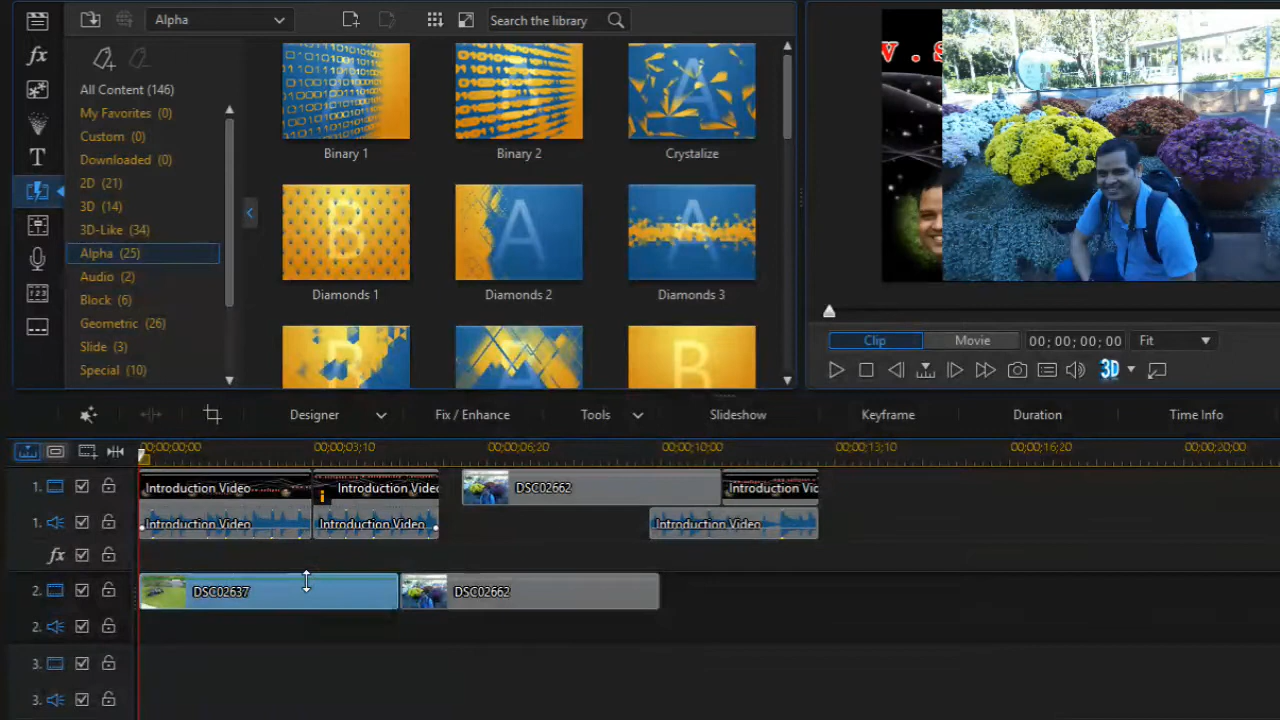 Alpha
Search the library
All Content (146)
My Favorites (0)
Custom (0)
Downloaded (0)
2D (21)
3D (14)
3D-Like (34)
Alpha (25)
Audio (2)
Block (6)
Geometric (26)
Slide (3)
Special (10)
Binary 1
Binary 2
Crystalize
Diamonds 1
Diamonds 2
Diamonds 3
Clip
Movie
00; 00; 00; 00
Fit
3D
Designer
Fix / Enhance
Tools
Slideshow
Keyframe
Duration
Time Info
00;00;00;00
00;00;03;10
00;00;06;20
00;00;10;00
00;00;13;10
00;00;16;20
00;00;20;00
1.
Introduction Video
Introduction Videc
DSC02662
Introduction Vic
1.
Introduction Video
Introduction Video
Introduction Video
fx
2.
DSC02637
DSC02662
2.
3.
3.